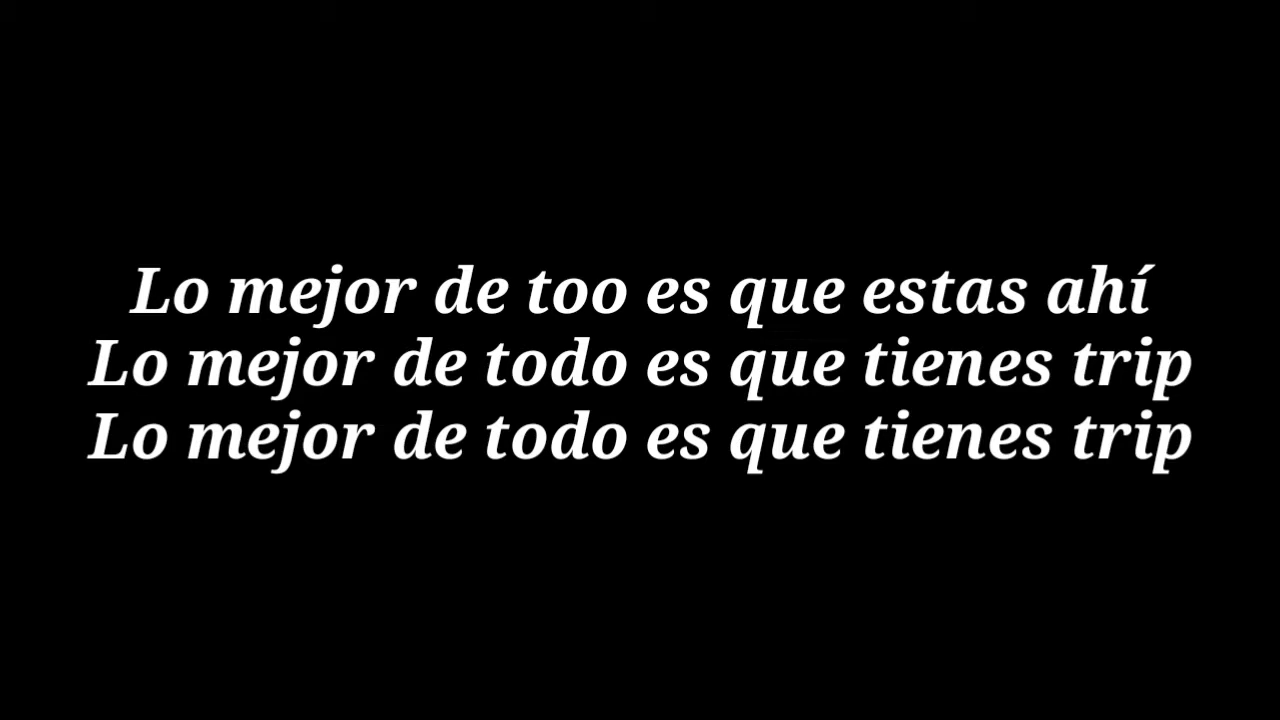 Lo mejor de too es que estas ahí
Lo mejor de todo es que tienes trip
Lo mejor de todo es que tienes trip